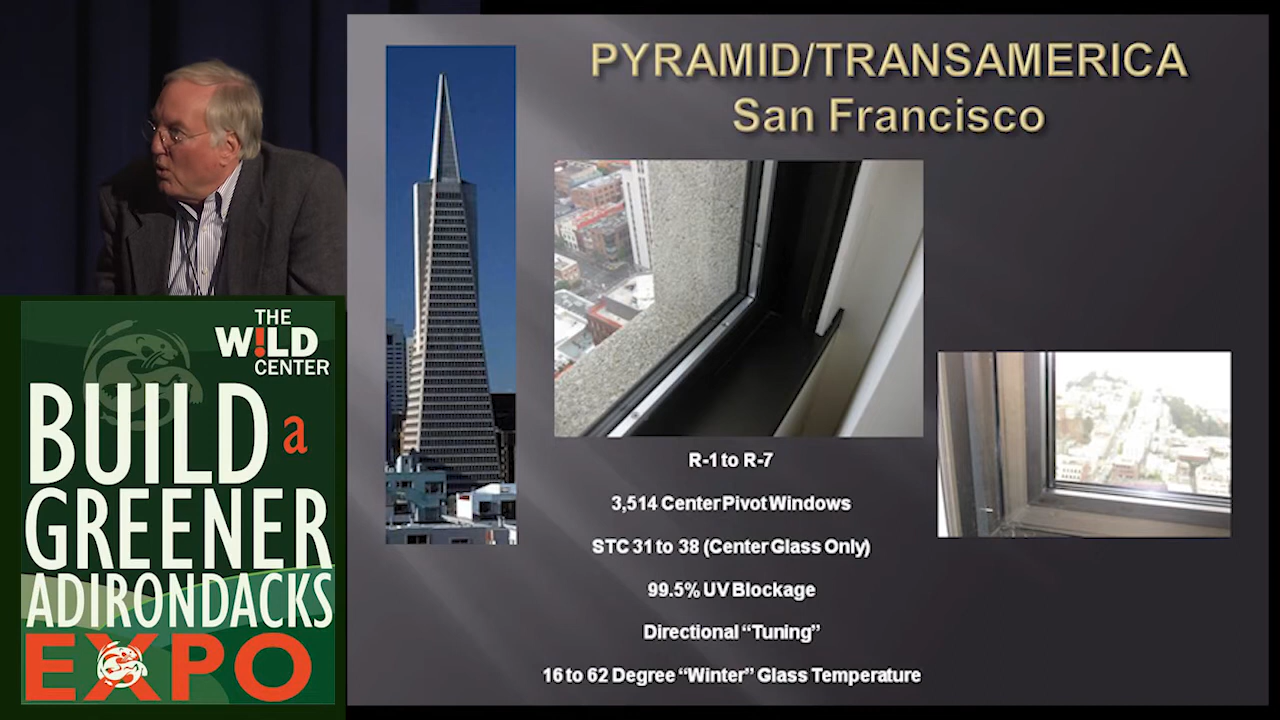 THE
W!LD
CENTER
BUILD a
GREENER
ADIRONDACKS
EXPO
PYRAMID/TRANSAMERICA
San Francisco
R-1 to R-7
3,514 Center Pivot Windows
STC 31 to 38 (Center Glass Only)
99.5% UV Blockage
Directional “Tuning”
16 to 62 Degree “Winter” Glass Temperature